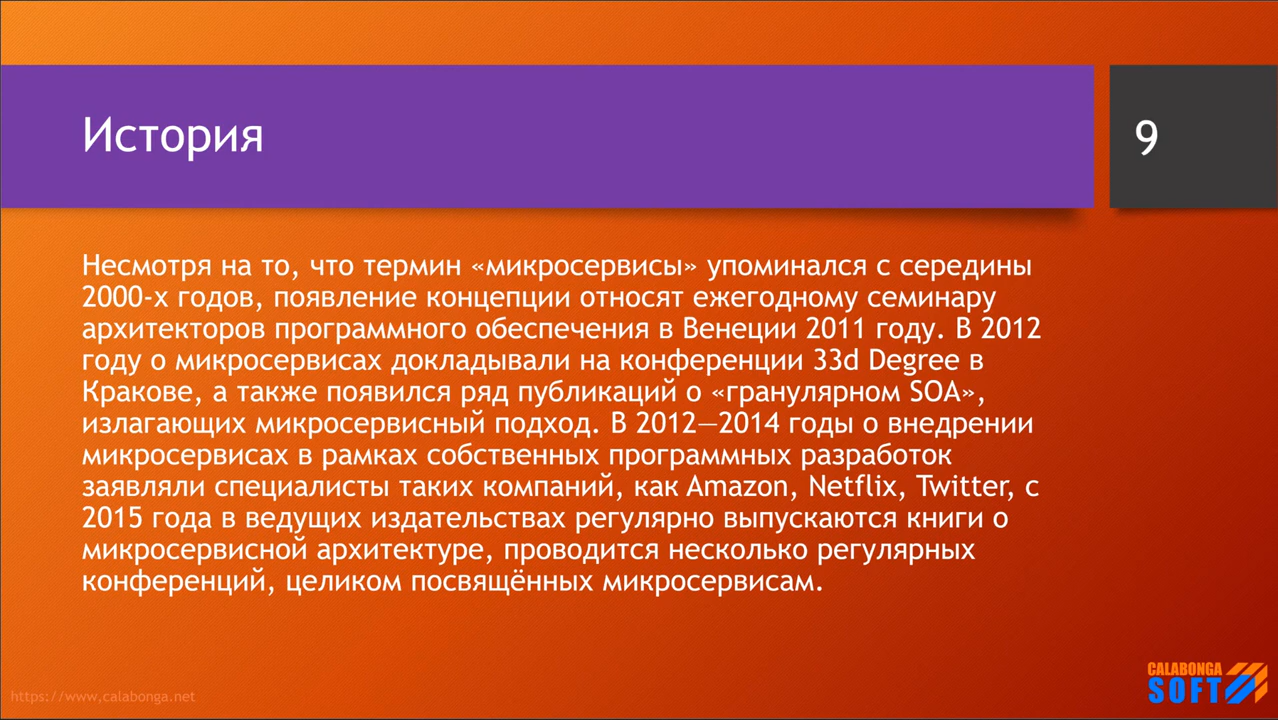 История
9
Несмотря на то, что термин «микросервисы» упоминался с середины
2000-х годов, появление концепции относят ежегодному семинару
архитекторов программного обеспечения в Венеции 2011 году. В 2012
году о микросервисах докладывали на конференции 33d Degree в
Кракове, а также появился ряд публикаций о «гранулярном SOA»,
излагающих микросервисный подход. В 2012—2014 годы о внедрении
микросервисах в рамках собственных программных разработок
заявляли специалисты таких компаний, как Amazon, Netflix, Twitter, с
2015 года в ведущих издательствах регулярно выпускаются книги о
микросервисной архитектуре, проводится несколько регулярных
конференций, целиком посвящённых микросервисам.
https://www.calabonga.net
CALABONGA
SOFT